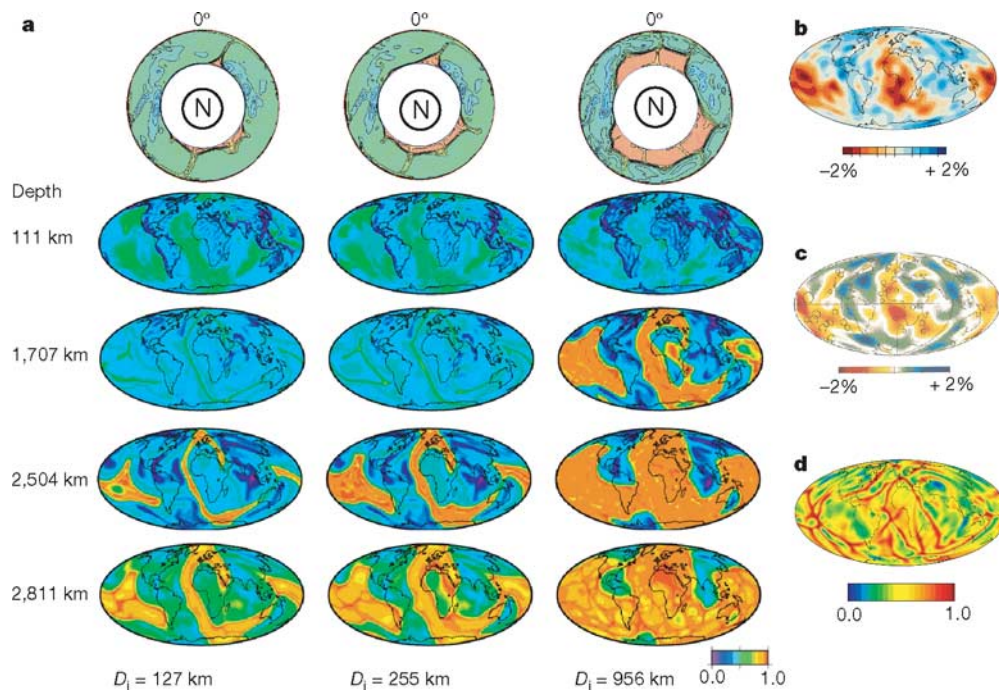 a
0°
0°
0°
N
N
N
Depth
111 km
1,707 km
2,504 km
2,811 km
D_i = 127 km
D_i = 255 km
D_i = 956 km
0.0
1.0
b
−2%
+ 2%
c
−2%
+ 2%
d
0.0
1.0